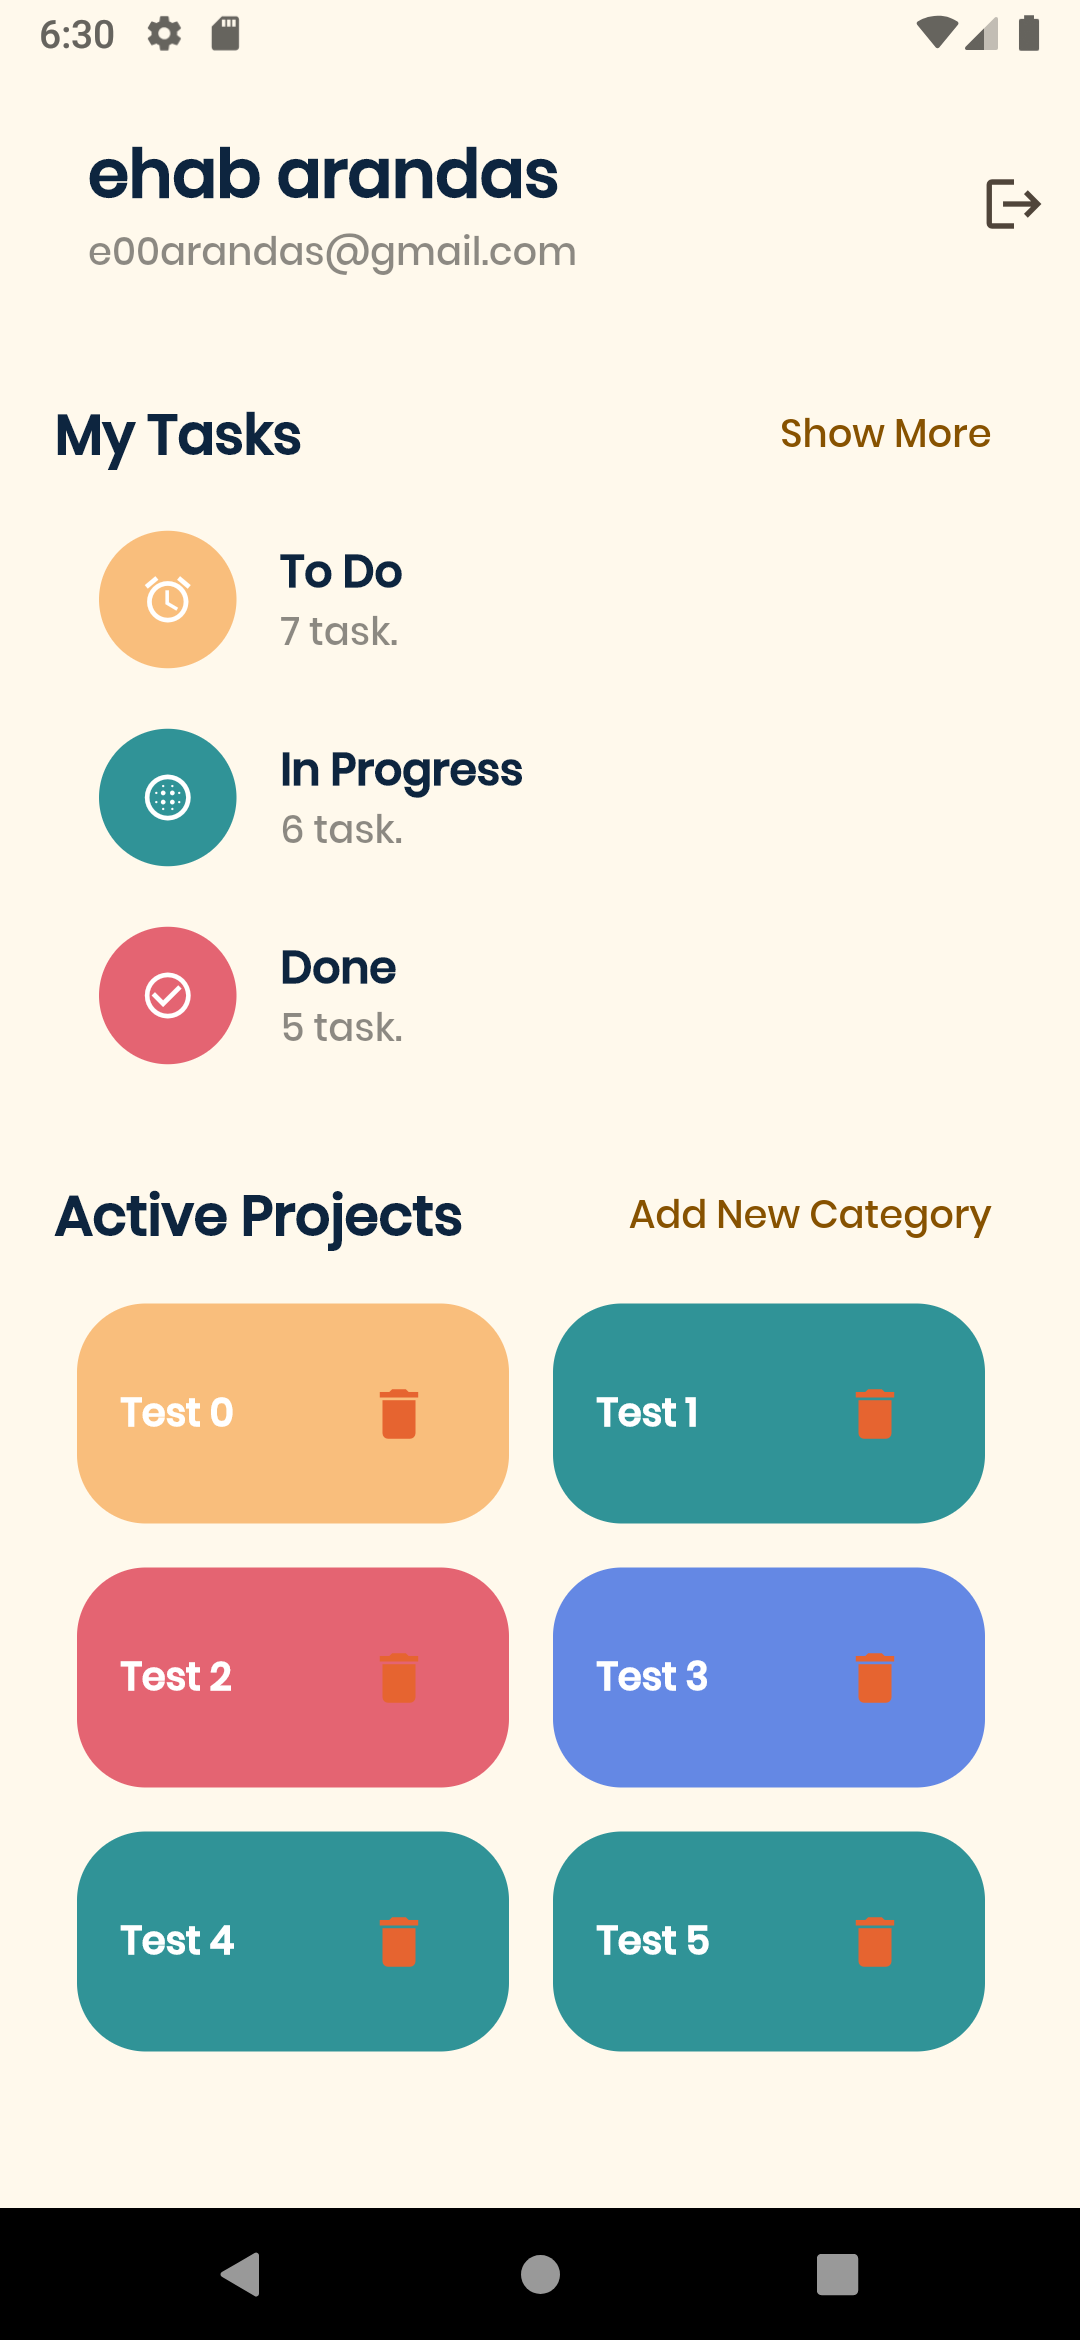 6:30
ehab arandas
e00arandas@gmail.com
My Tasks
Show More
To Do
7 task.
In Progress
6 task.
Done
5 task.
Active Projects
Add New Category
Test 0
Test 1
Test 2
Test 3
Test 4
Test 5